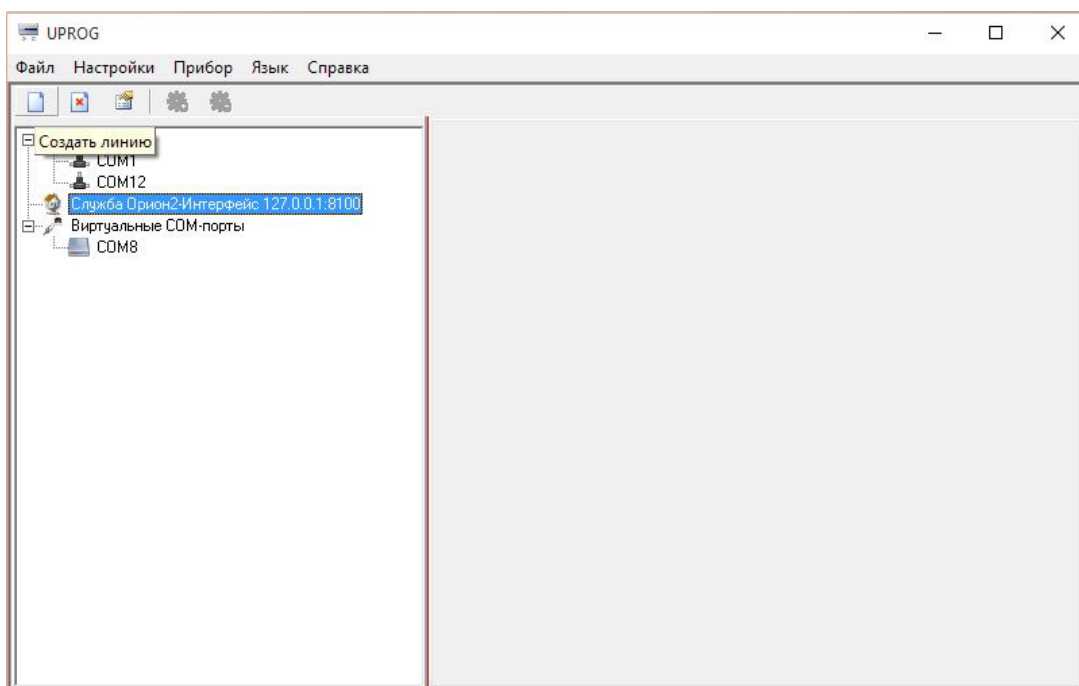 UPROG
Файл Настройки Прибор Язык Справка
Создать линию
COM1
COM12
Служба Орион2-Интерфейс 127.0.0.1:8100
Виртуальные COM-порты
COM8